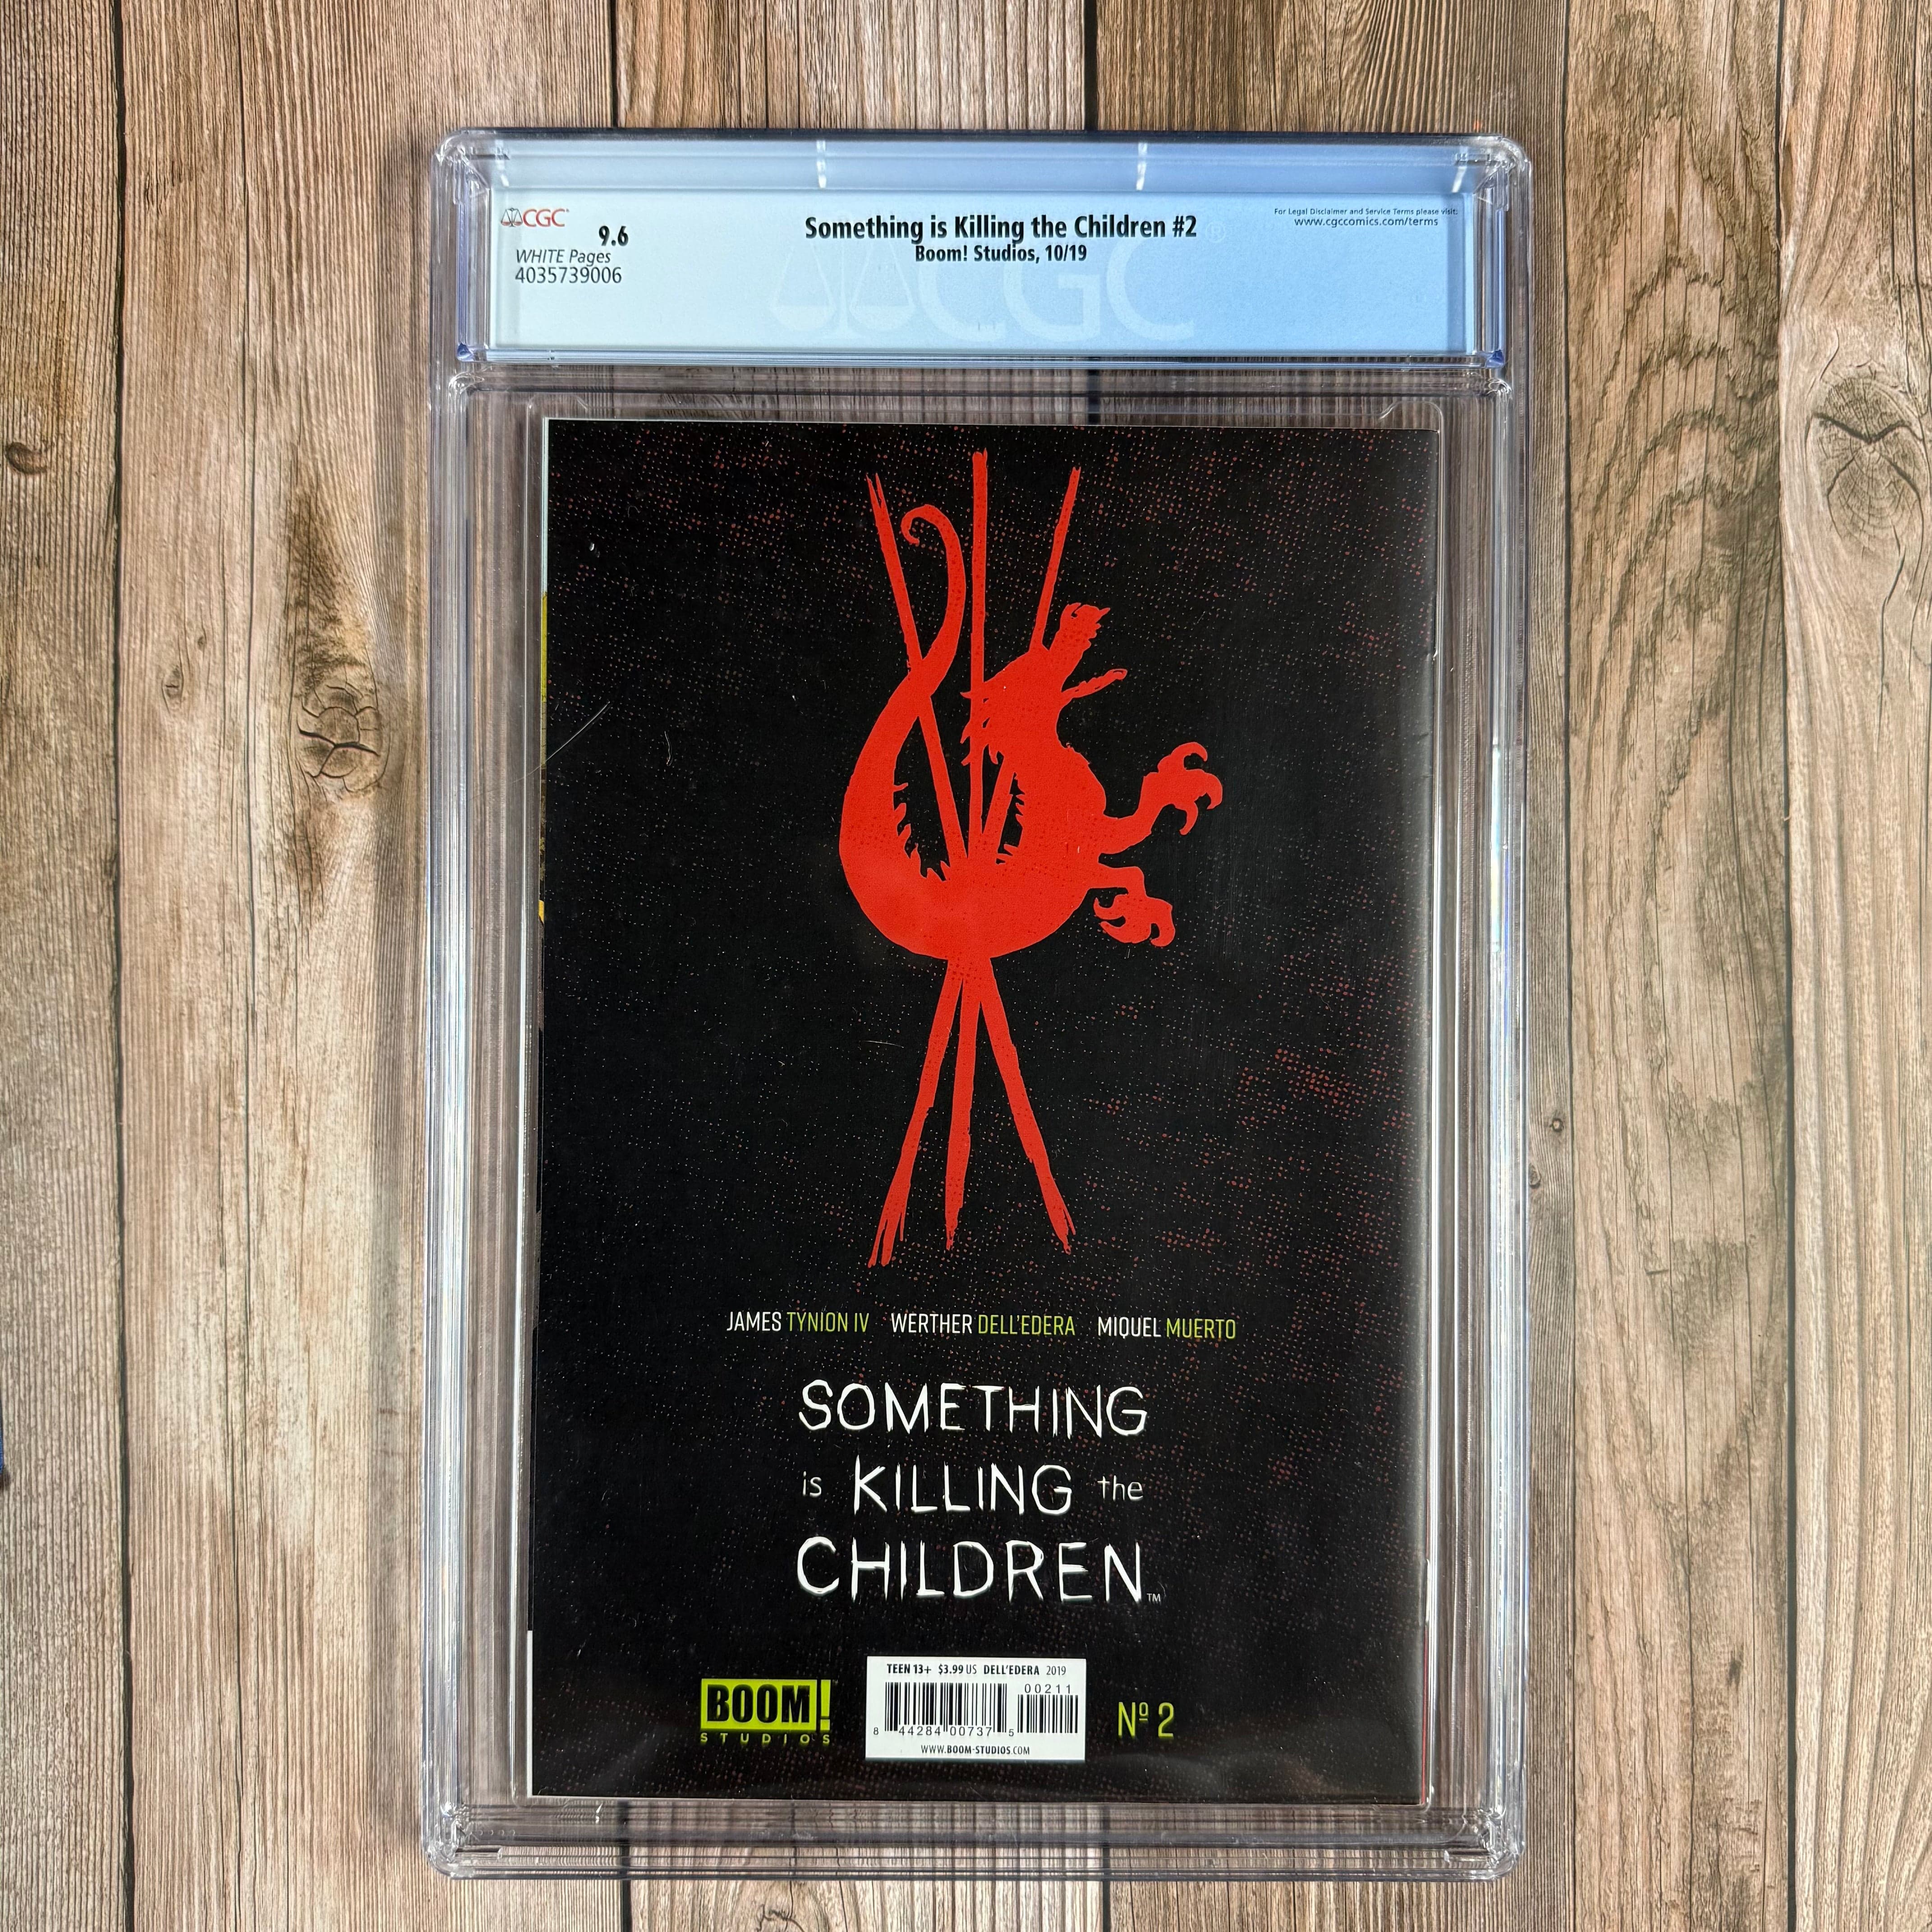 CGC
9.6
WHITE Pages
4035739006
Something is Killing the Children #2
Boom! Studios, 10/19
For Legal Disclaimer and Service Terms please visit:
www.cgccomics.com/terms
CGC
JAMES TYNION IV WERTHER DELL'EDERA MIQUEL MUERTO
SOMETHING
is KILLING the
CHILDREN™
BOOM!
STUDIOS
TEEN 13+ $3.99 US DELL'EDERA 2019
00211
8 44284 00737 5
WWW.BOOM-STUDIOS.COM
Nº 2